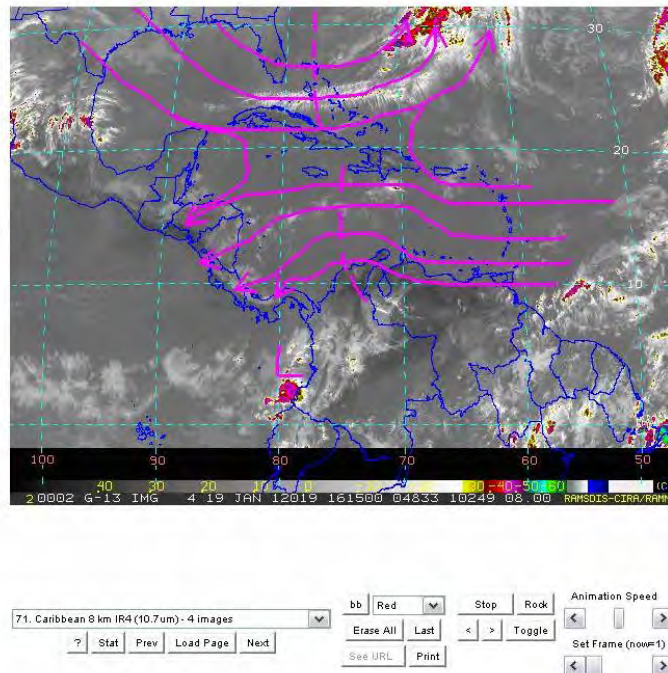 30
20
10
100 90 80 70 60 50
40 30 20 10
2 0002 G-13 IMG 4 19 JAN 12019 161500 04833 10249 08.00 RAMSDIS-CIRA/RAMM
71. Caribbean 8 km IR4 (10.7um) - 4 images
? Stat Prev Load Page Next
bb Red
Erase All Last
See URL Print
Stop Rock
< > Toggle
Animation Speed
< >
Set Frame (now=1)
< >